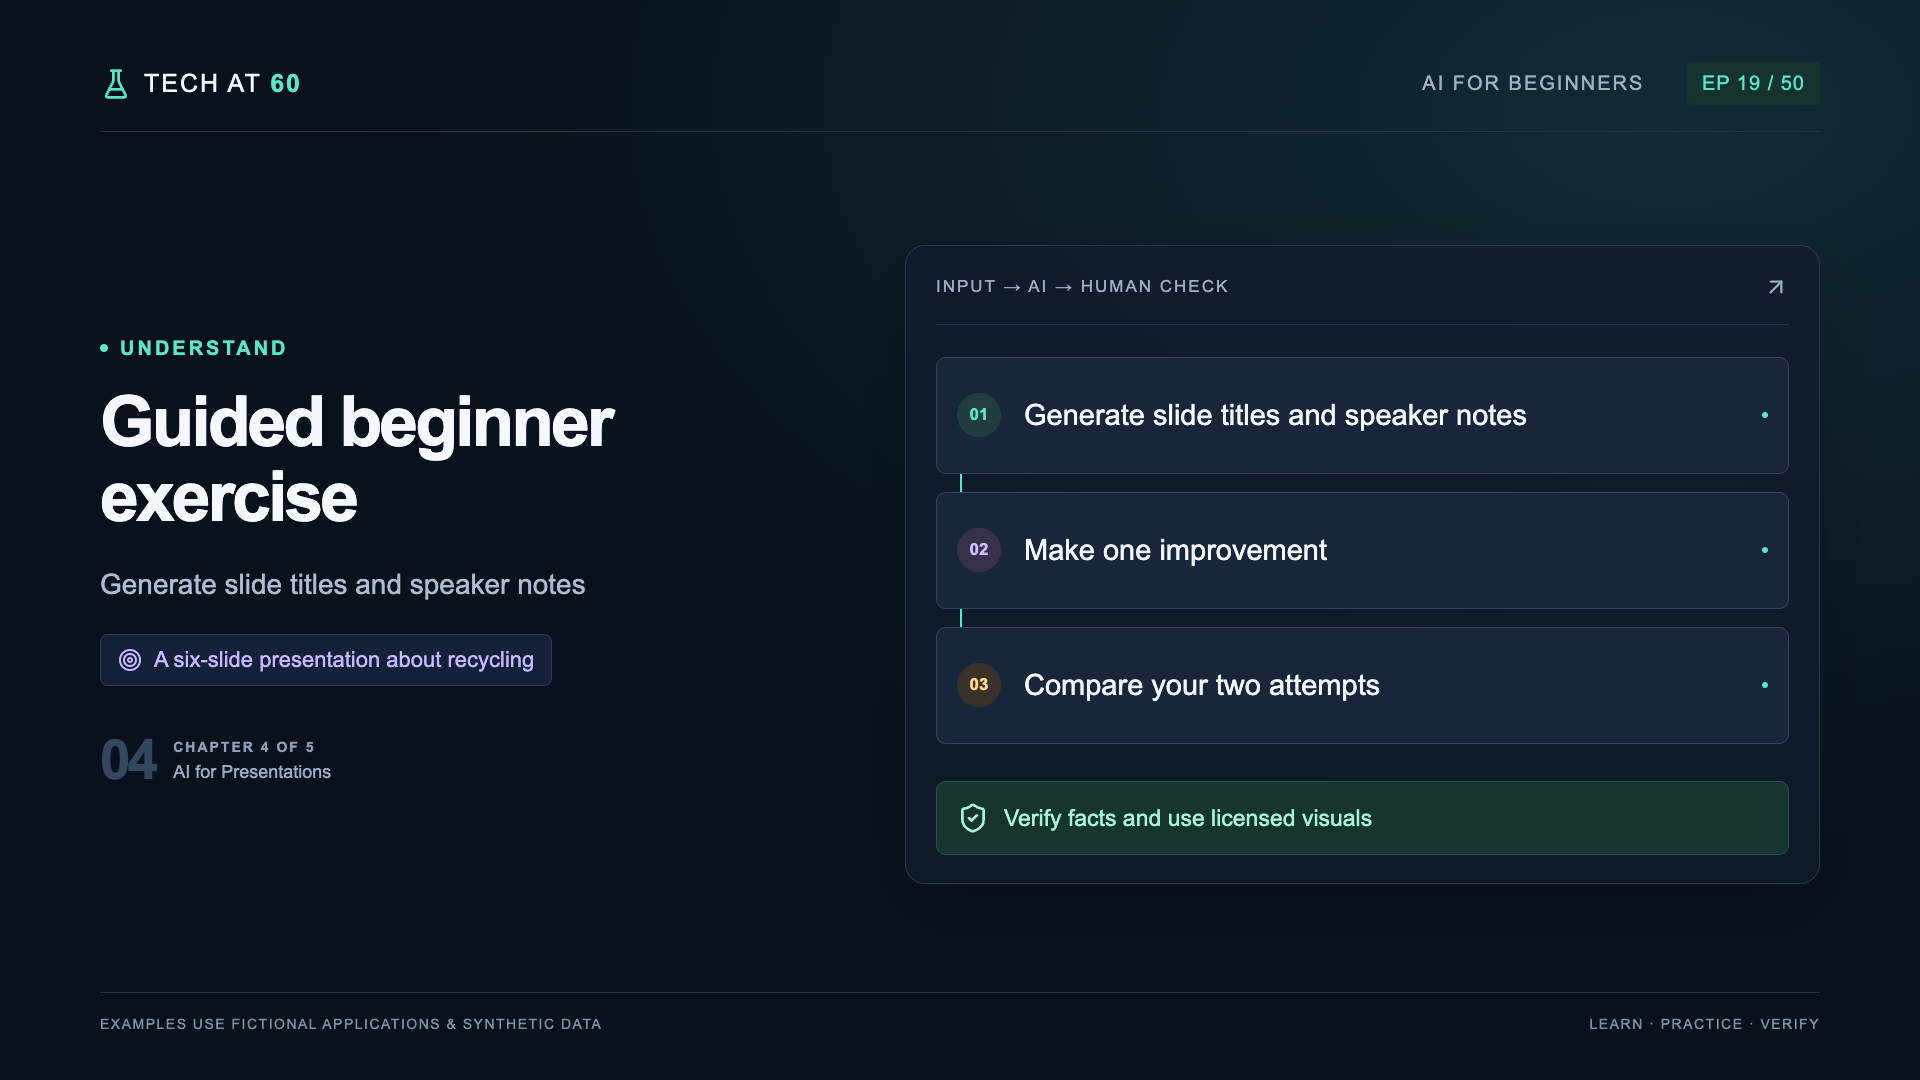 TECH AT 60
AI FOR BEGINNERS
EP 19 / 50
• UNDERSTAND
Guided beginner
exercise
Generate slide titles and speaker notes
A six-slide presentation about recycling
04
CHAPTER 4 OF 5
AI for Presentations
INPUT → AI → HUMAN CHECK
01 Generate slide titles and speaker notes
02 Make one improvement
03 Compare your two attempts
Verify facts and use licensed visuals
EXAMPLES USE FICTIONAL APPLICATIONS & SYNTHETIC DATA
LEARN · PRACTICE · VERIFY